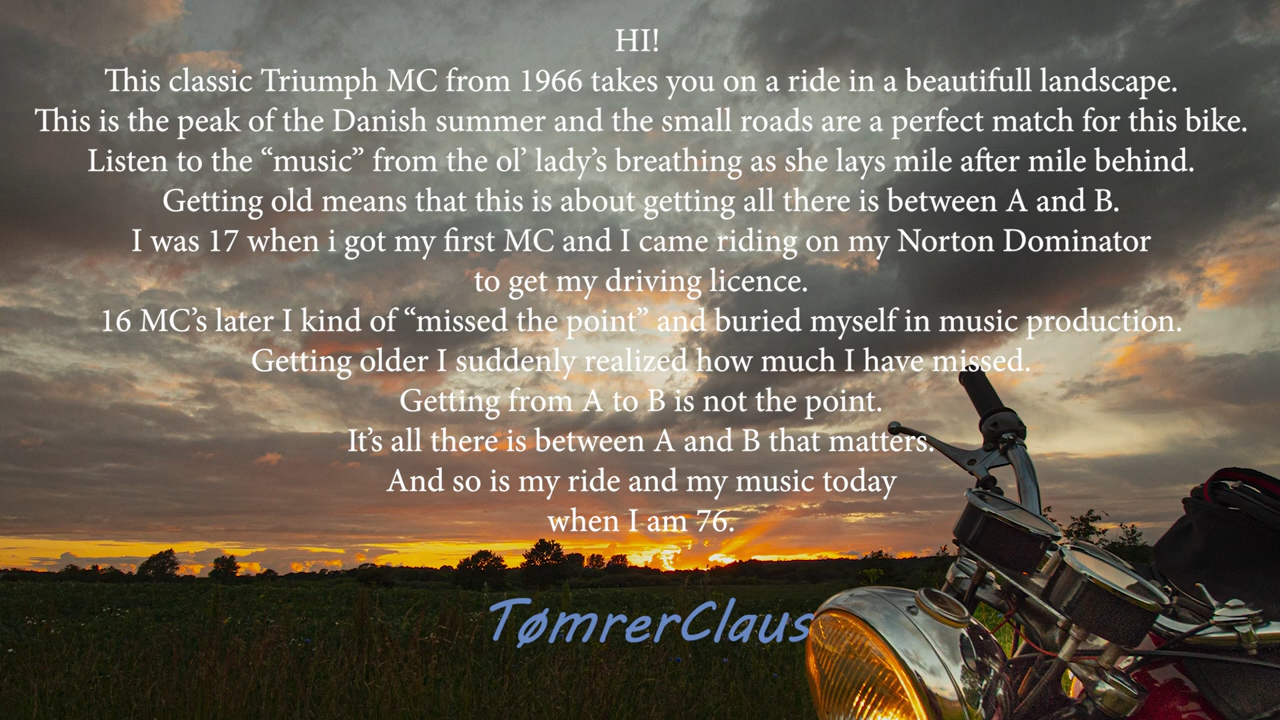 HI!
This classic Triumph MC from 1966 takes you on a ride in a beautifull landscape.
This is the peak of the Danish summer and the small roads are a perfect match for this bike.
Listen to the “music” from the ol’ lady’s breathing as she lays mile after mile behind.
Getting old means that this is about getting all there is between A and B.
I was 17 when i got my first MC and I came riding on my Norton Dominator
to get my driving licence.
16 MC’s later I kind of “missed the point” and buried myself in music production.
Getting older I suddenly realized how much I have missed.
Getting from A to B is not the point.
It’s all there is between A and B that matters.
And so is my ride and my music today
when I am 76.
TømrerClaus